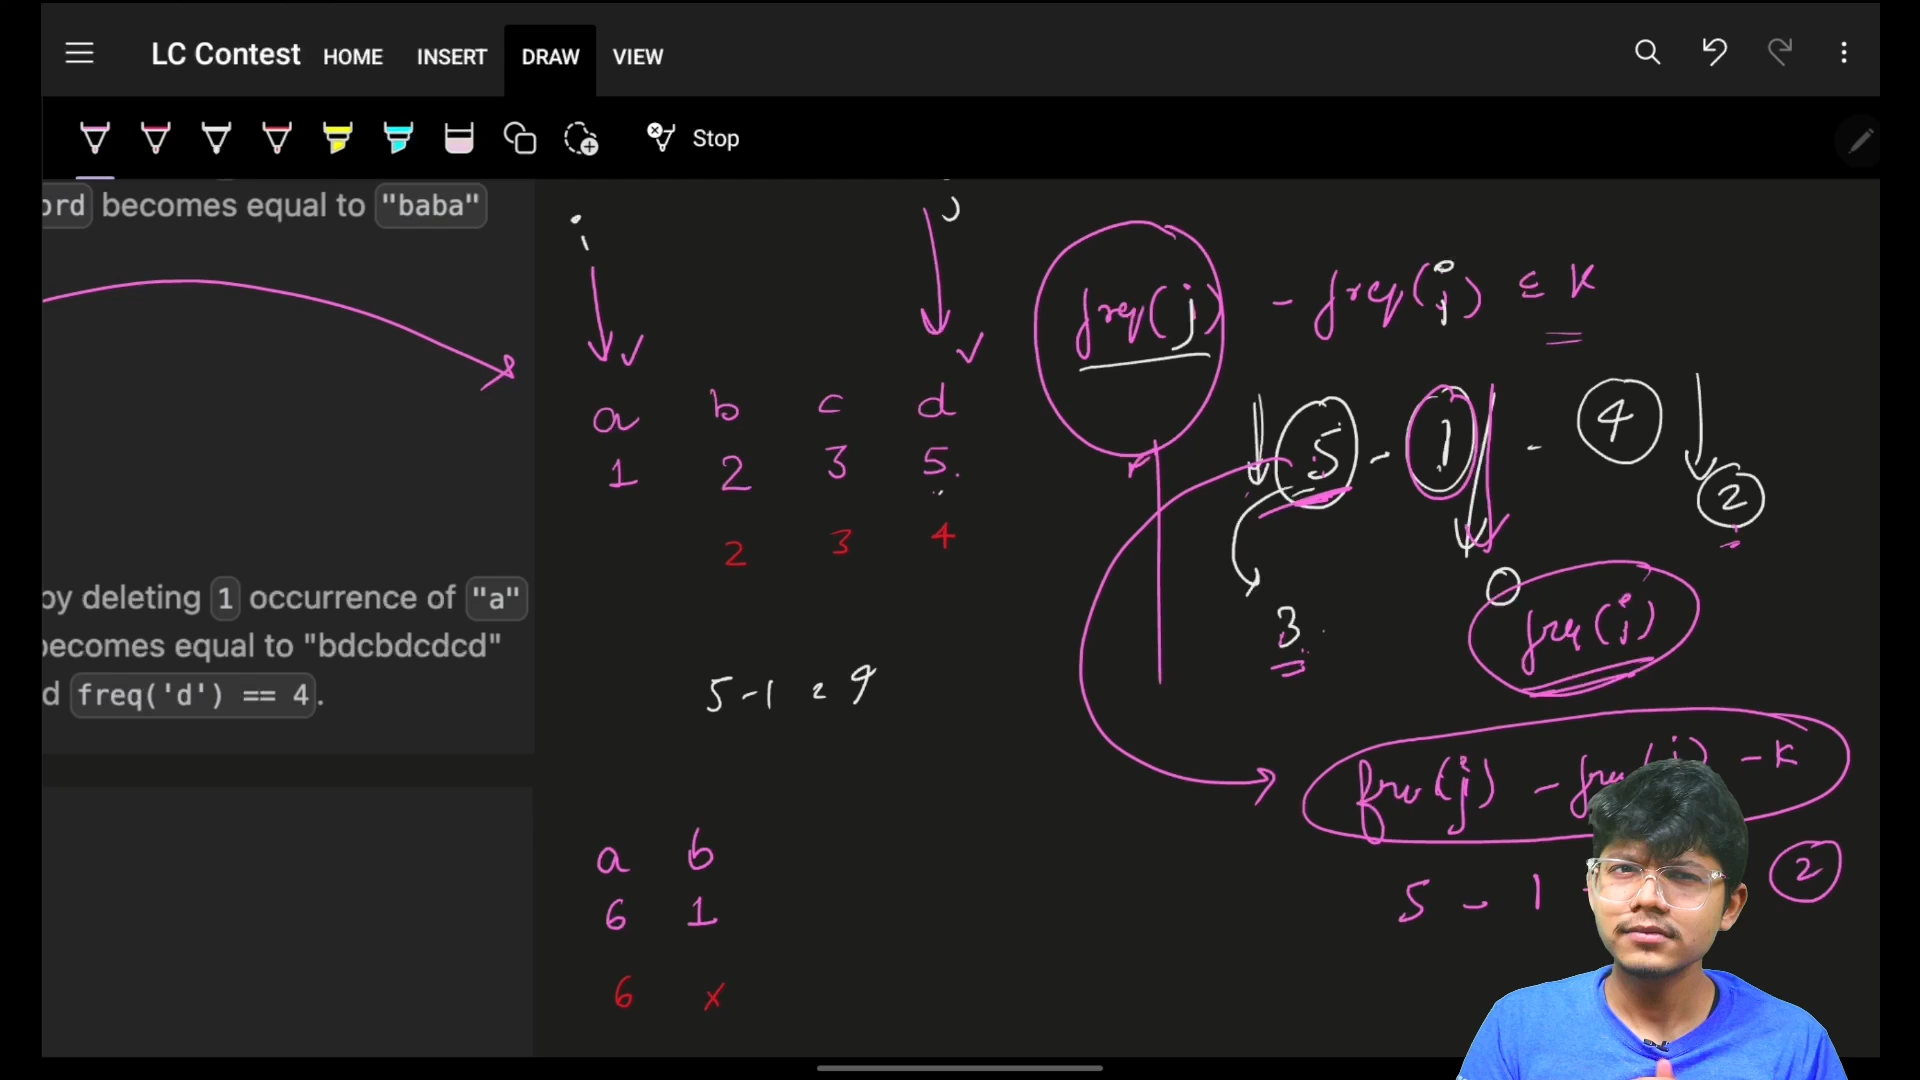 LC Contest HOME INSERT DRAW VIEW
Stop
ord becomes equal to "baba"
by deleting 1 occurrence of "a"
becomes equal to "bdcbdcdcd"
d freq('d') == 4.
i
j
a b c d
1 2 3 5.
2 3 4
5 - 1 = 4
a b
6 1
6 x
freq(j) - freq(i) ≤ K
5 - 1 - 4
2
3
0
freq(i)
freq(j) - freq(i) - K
5 - 1 -
2